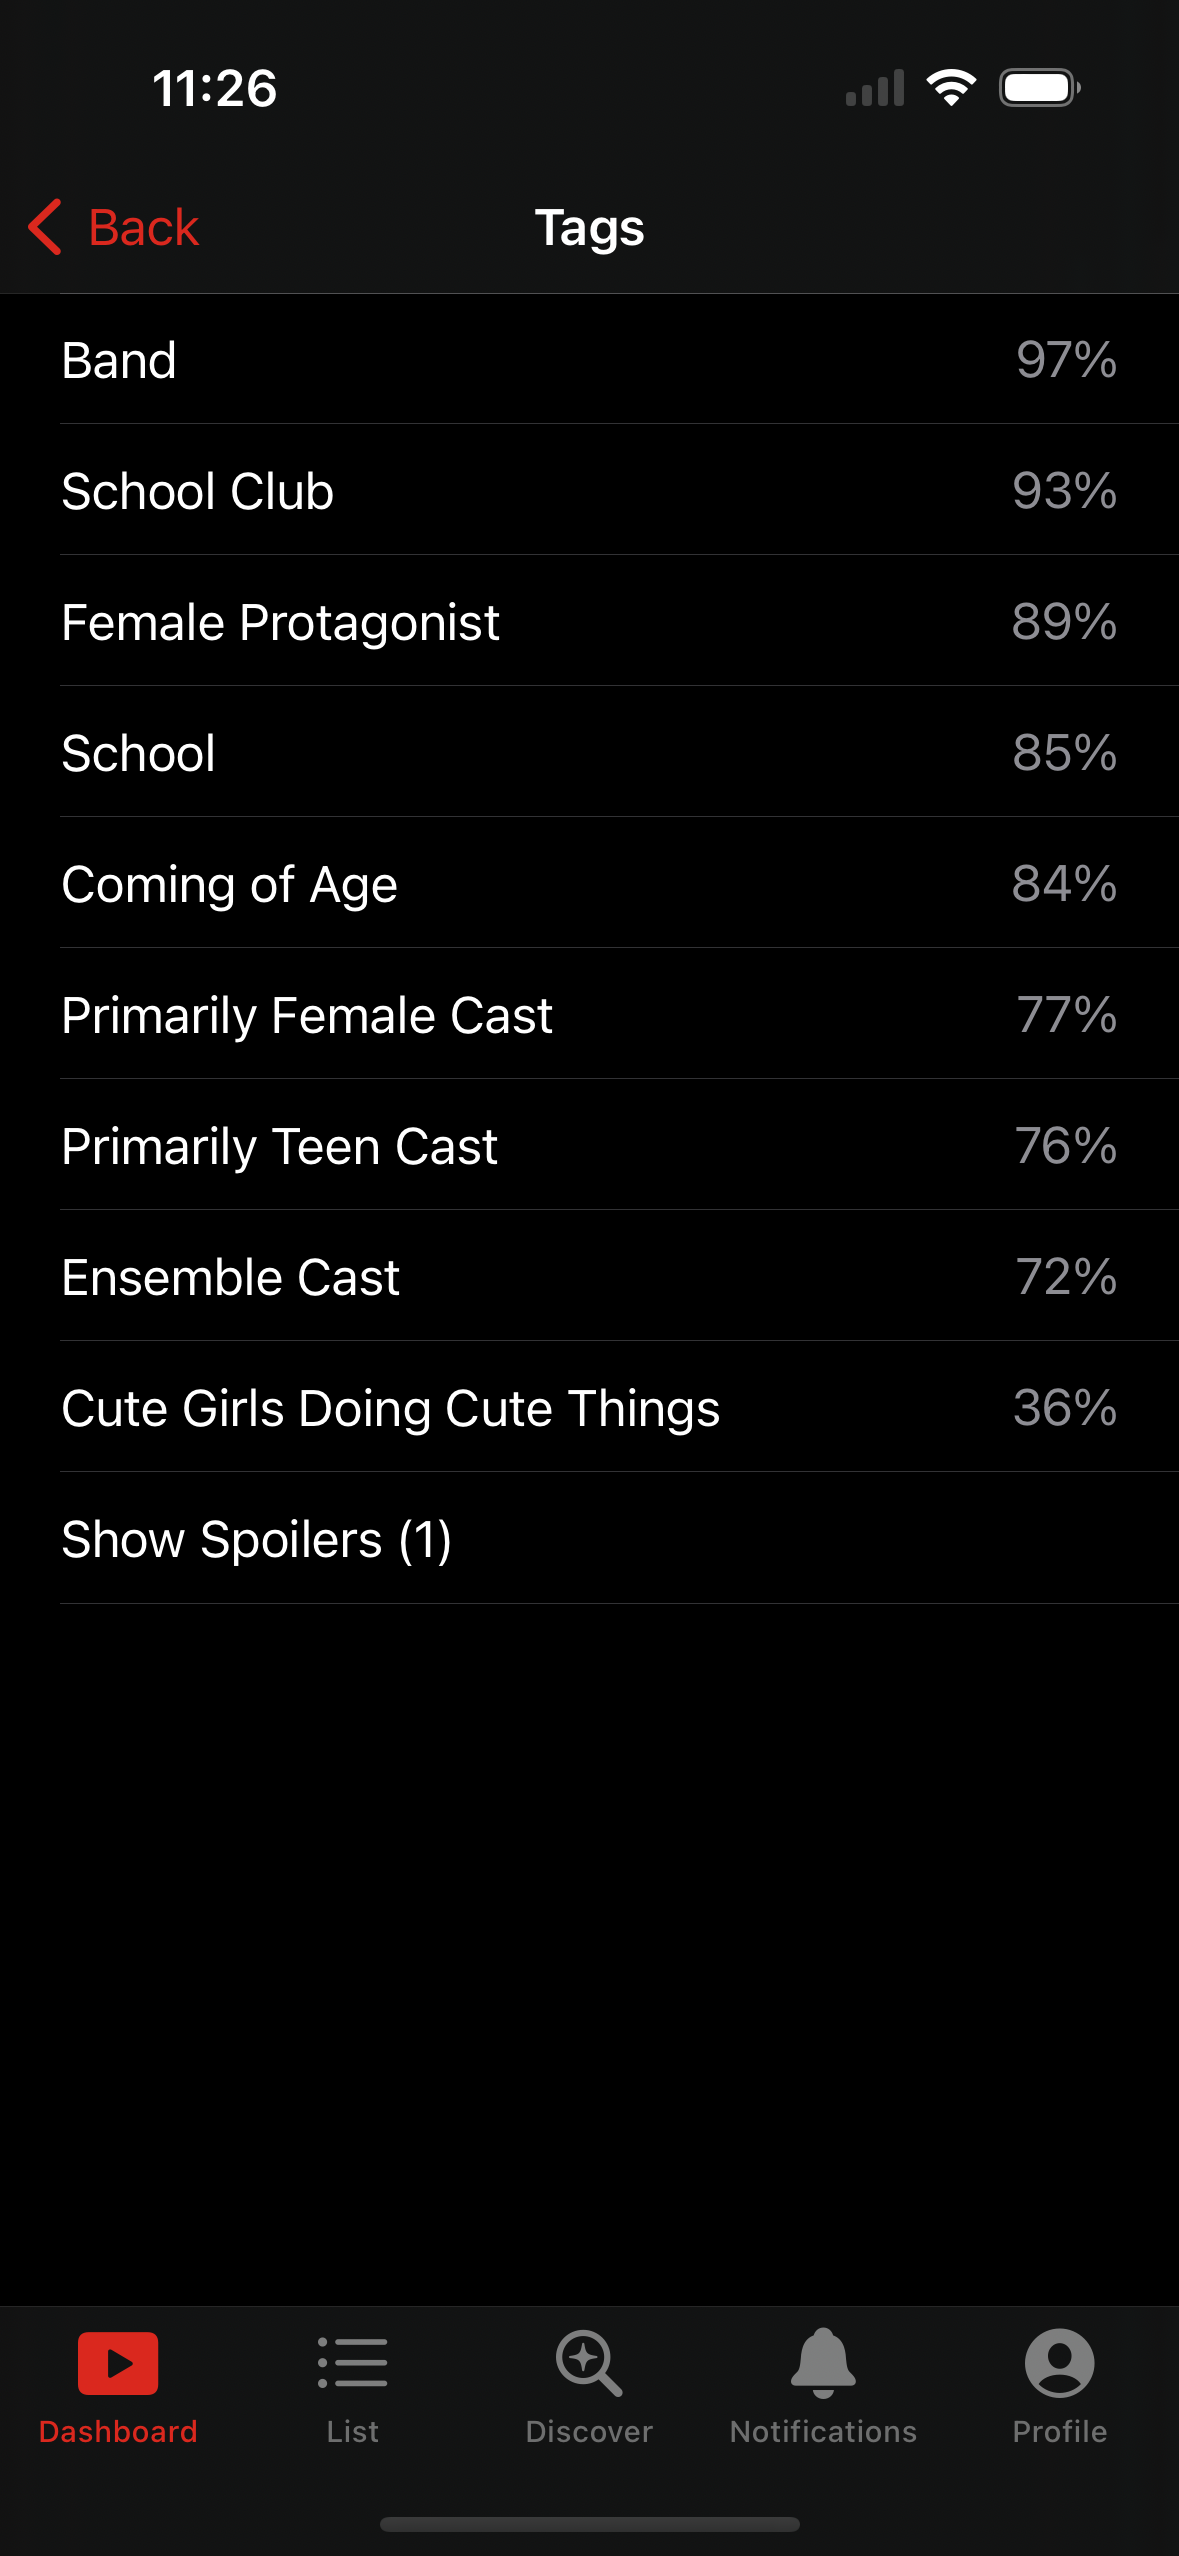 11:26
Back
Tags
Band 97%
School Club 93%
Female Protagonist 89%
School 85%
Coming of Age 84%
Primarily Female Cast 77%
Primarily Teen Cast 76%
Ensemble Cast 72%
Cute Girls Doing Cute Things 36%
Show Spoilers (1)
Dashboard List Discover Notifications Profile